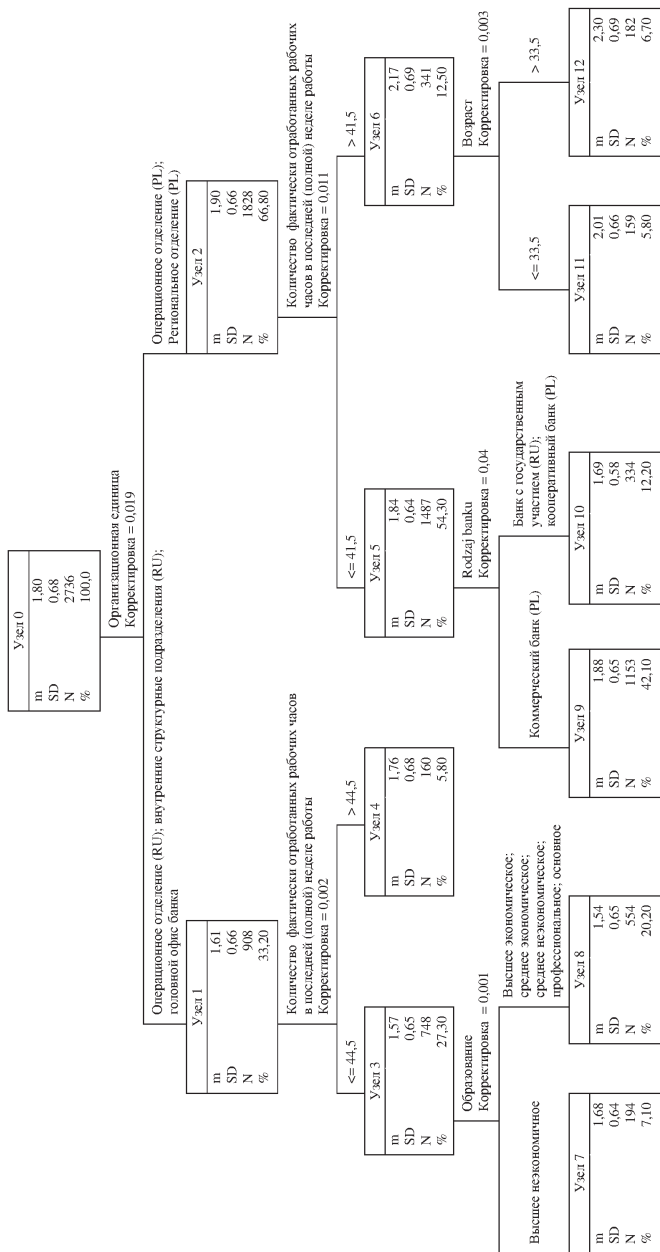 Узел 0
m 1,80
SD 0,68
N 2736
% 100,0
Организационная единица
Корректировка = 0,019
Операционное отделение (RU); внутренние структурные подразделения (RU);
головной офис банка
Операционное отделение (PL);
Региональное отделение (PL)
Узел 1
m 1,61
SD 0,66
N 908
% 33,20
Узел 2
m 1,90
SD 0,66
N 1828
% 66,80
Количество фактически отработанных рабочих часов
в последней (полной) неделе работы
Корректировка = 0,002
Количество фактически отработанных рабочих
часов в последней (полной) неделе работы
Корректировка = 0,011
<= 44,5
> 44,5
<= 41,5
> 41,5
Узел 3
m 1,57
SD 0,65
N 748
% 27,30
Узел 4
m 1,76
SD 0,68
N 160
% 5,80
Узел 5
m 1,84
SD 0,64
N 1487
% 54,30
Узел 6
m 2,17
SD 0,69
N 341
% 12,50
Образование
Корректировка = 0,001
Rodzaj banku
Корректировка = 0,04
Возраст
Корректировка = 0,003
Высшее неэкономичное
Высшее экономическое;
среднее экономическое;
среднее неэкономическое;
профессиональное; основное
Коммерческий банк (PL)
Банк с государственным
участием (RU);
кооперативный банк (PL)
<= 33,5
> 33,5
Узел 7
m 1,68
SD 0,64
N 194
% 7,10
Узел 8
m 1,54
SD 0,65
N 554
% 20,20
Узел 9
m 1,88
SD 0,65
N 1153
% 42,10
Узел 10
m 1,69
SD 0,58
N 334
% 12,20
Узел 11
m 2,01
SD 0,66
N 159
% 5,80
Узел 12
m 2,30
SD 0,69
N 182
% 6,70